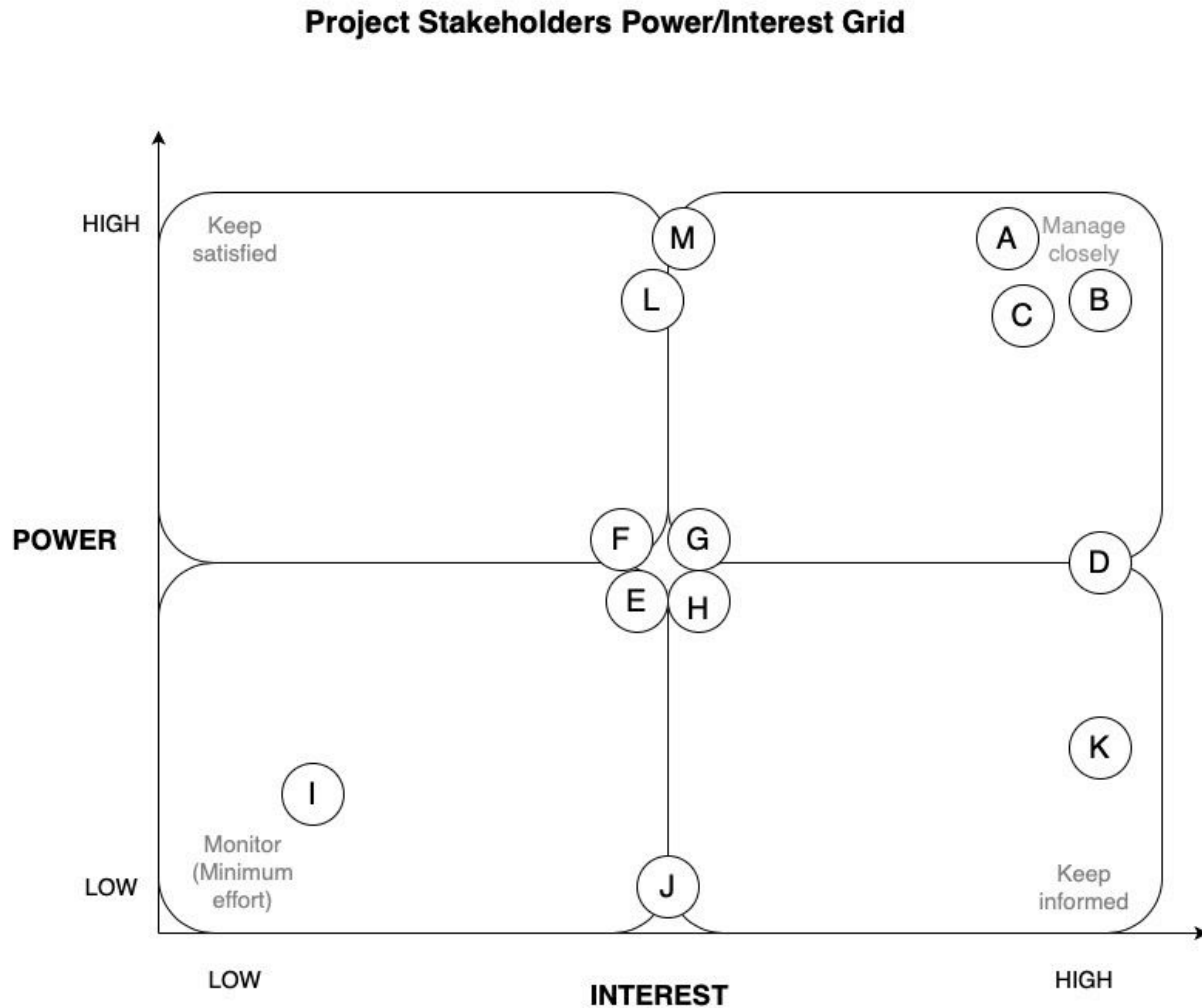 Project Stakeholders Power/Interest Grid
HIGH
Keep
satisfied
M
A
Manage
closely
L
C
B
POWER
F
G
D
E
H
K
I
Monitor
(Minimum
effort)
LOW
J
Keep
informed
LOW
INTEREST
HIGH